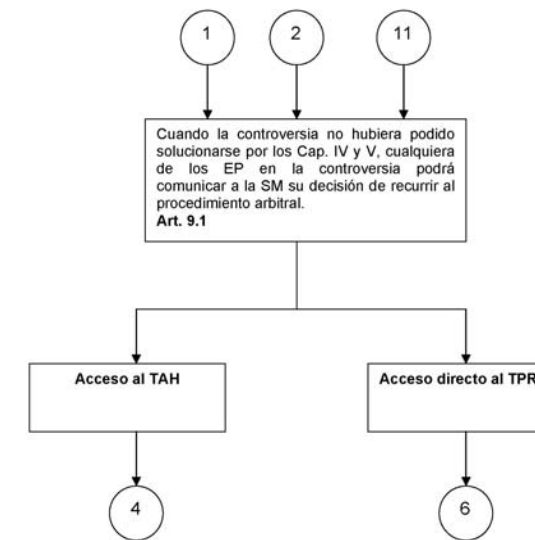 1 2 11
Cuando la controversia no hubiera podido
solucionarse por los Cap. IV y V, cualquiera
de los EP en la controversia podrá
comunicar a la SM su decisión de recurrir al
procedimiento arbitral.
Art. 9.1
Acceso al TAH Acceso directo al TPR
4 6